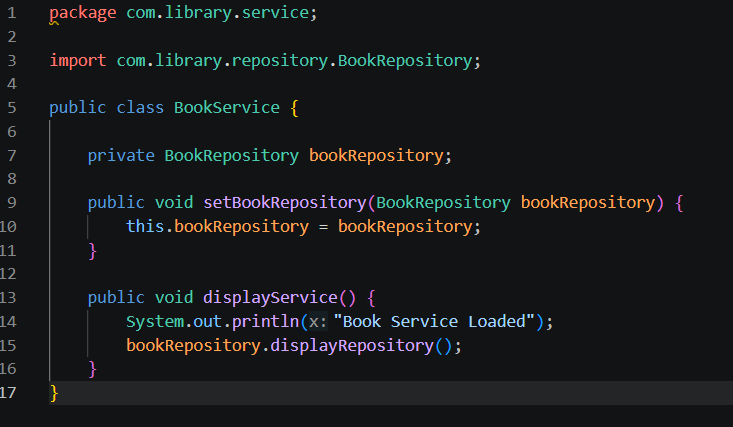 1 package com.library.service;
2
3 import com.library.repository.BookRepository;
4
5 public class BookService {
6
7     private BookRepository bookRepository;
8
9     public void setBookRepository(BookRepository bookRepository) {
10         this.bookRepository = bookRepository;
11     }
12
13     public void displayService() {
14         System.out.println(x: "Book Service Loaded");
15         bookRepository.displayRepository();
16     }
17 }